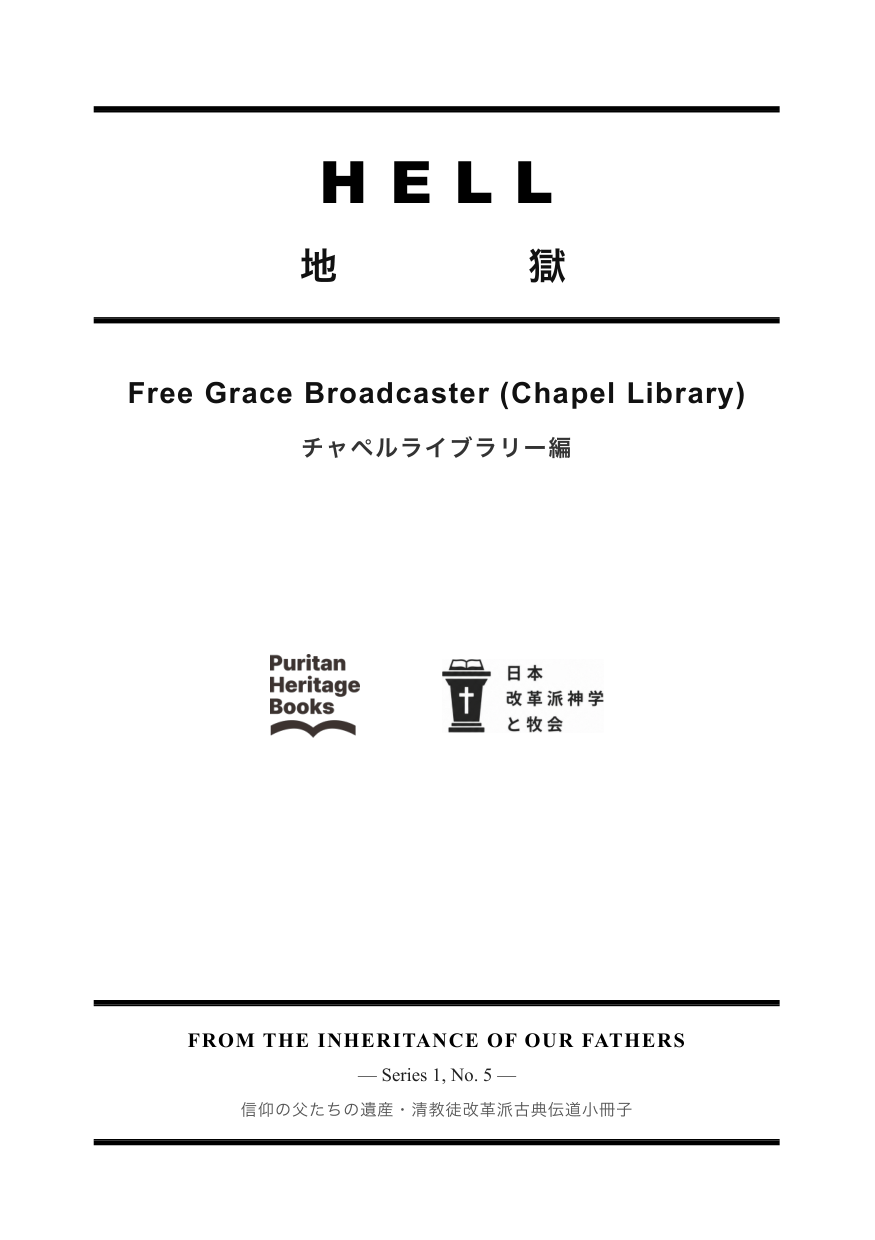 HELL
地獄
Free Grace Broadcaster (Chapel Library)
チャペルライブラリー編
Puritan
Heritage
Books
日本
改革派神学
と牧会
FROM THE INHERITANCE OF OUR FATHERS
— Series 1, No. 5 —
信仰の父たちの遺産・清教徒改革派古典伝道小冊子